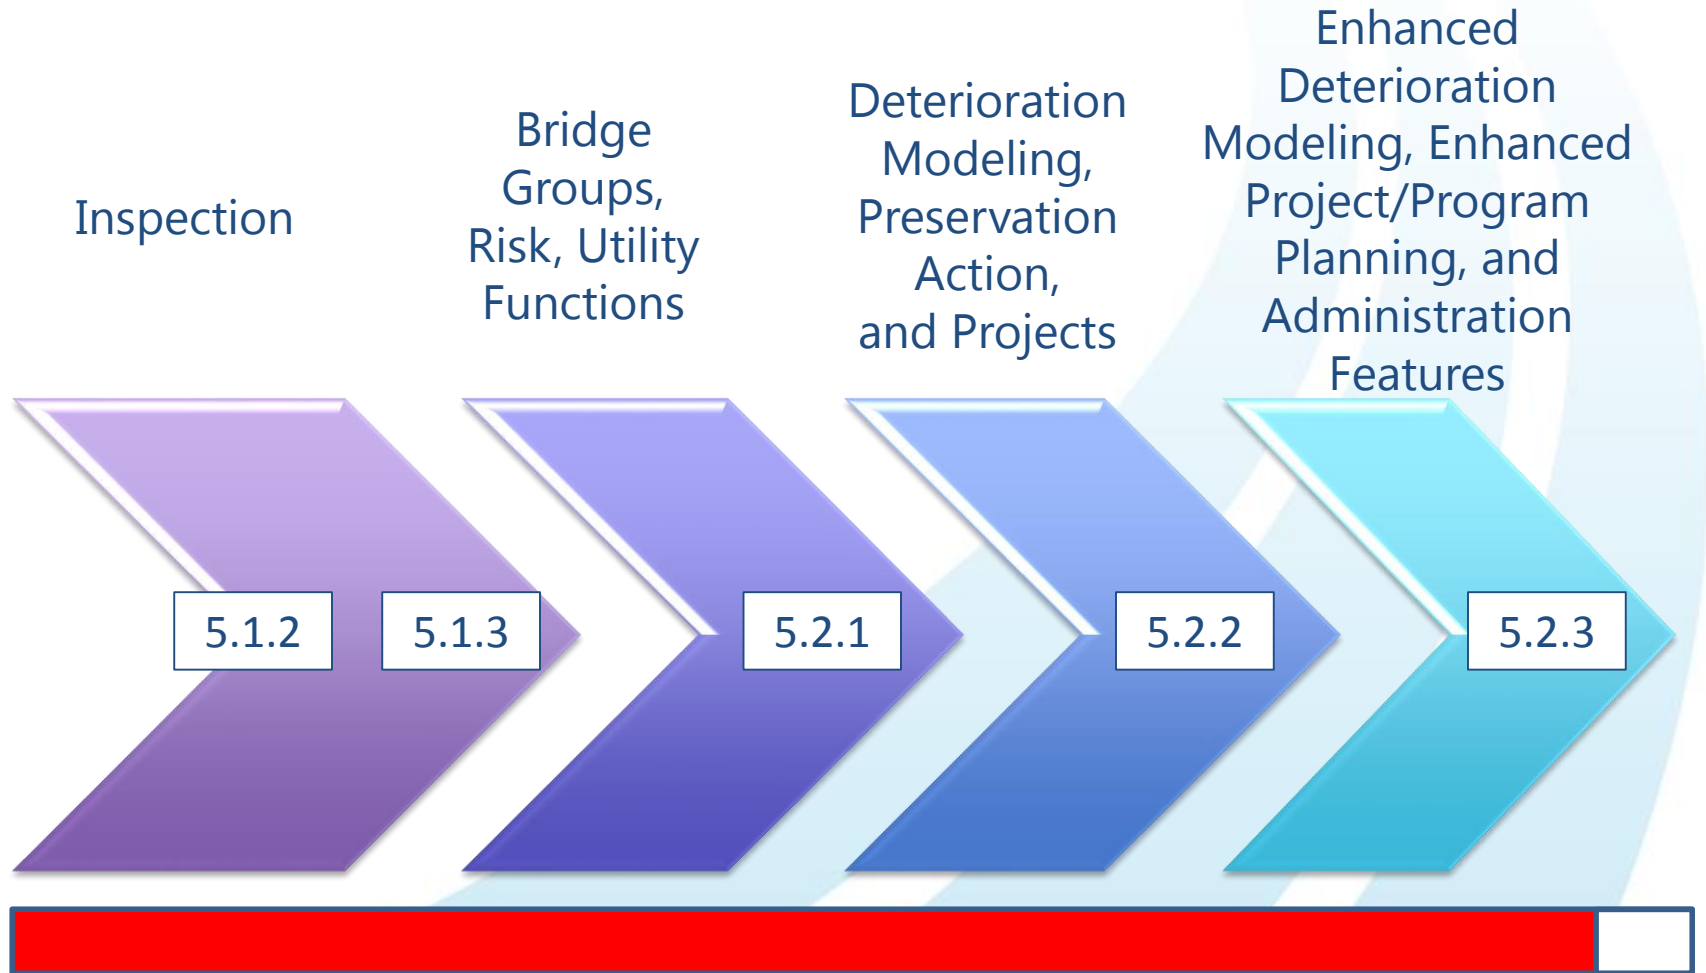 Inspection
Bridge
Groups,
Risk, Utility
Functions
Deterioration
Modeling,
Preservation
Action,
and Projects
Enhanced
Deterioration
Modeling, Enhanced
Project/Program
Planning, and
Administration
Features
5.1.2
5.1.3
5.2.1
5.2.2
5.2.3